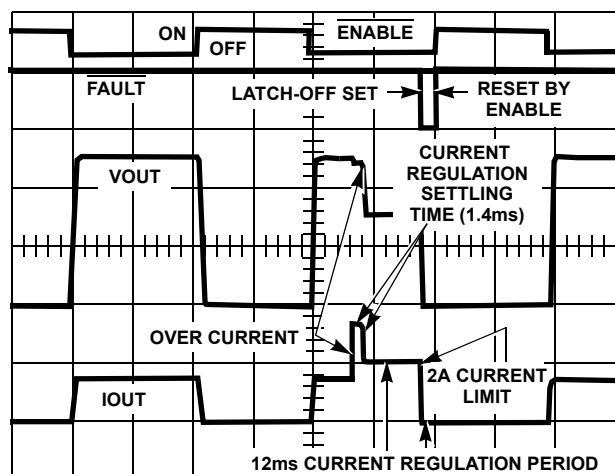 ON
OFF
ENABLE
FAULT
LATCH-OFF SET
RESET BY
ENABLE
VOUT
CURRENT
REGULATION
SETTLING
TIME (1.4ms)
OVER CURRENT
IOUT
2A CURRENT
LIMIT
12ms CURRENT REGULATION PERIOD